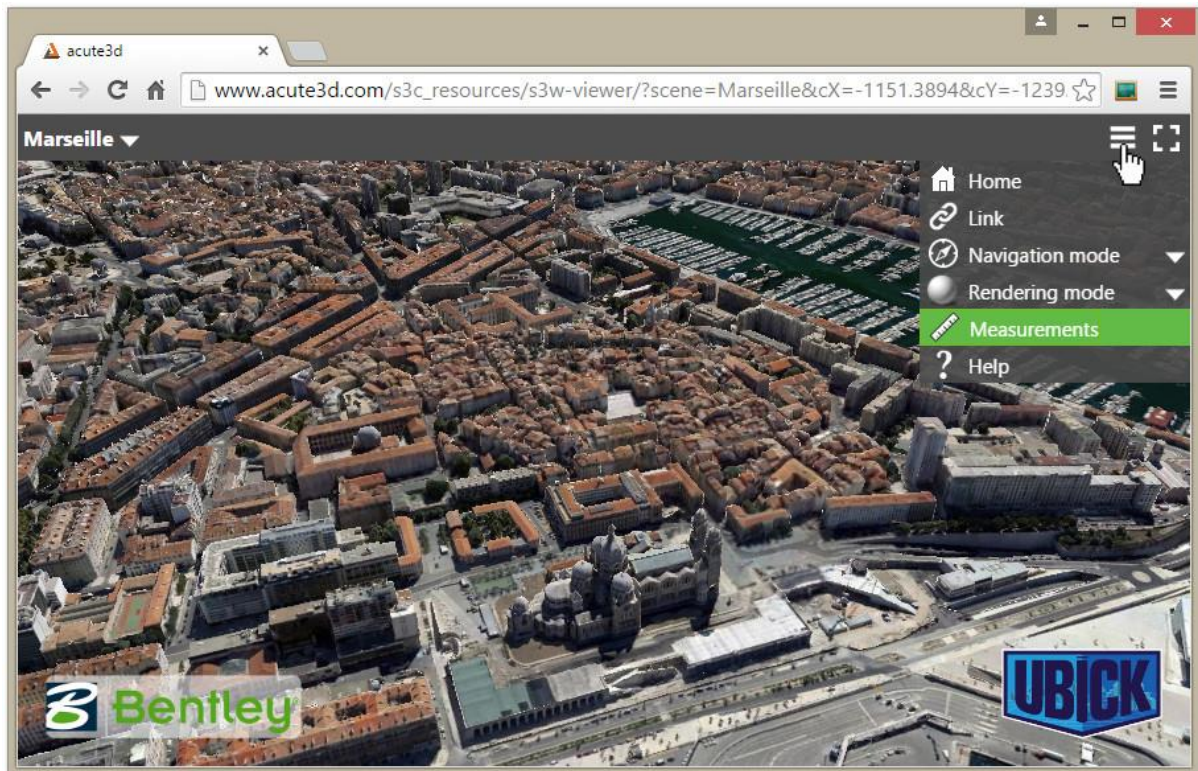 acute3d
www.acute3d.com/s3c_resources/s3w-viewer/?scene=Marseille&cX=-1151.3894&cY=-1239.
Marseille
Home
Link
Navigation mode
Rendering mode
Measurements
? Help
Bentley
UBICK